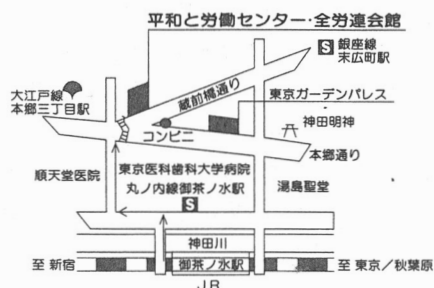 平和と労働センター・全労連会館
S 銀座線
末広町駅
大江戸線
本郷三丁目駅
蔵前橋通り
東京ガーデンパレス
コンビニ
神田明神
本郷通り
順天堂医院
東京医科歯科大学病院
丸ノ内線御茶ノ水駅
S
湯島聖堂
神田川
至 新宿
御茶ノ水駅
至 東京/秋葉原
JR